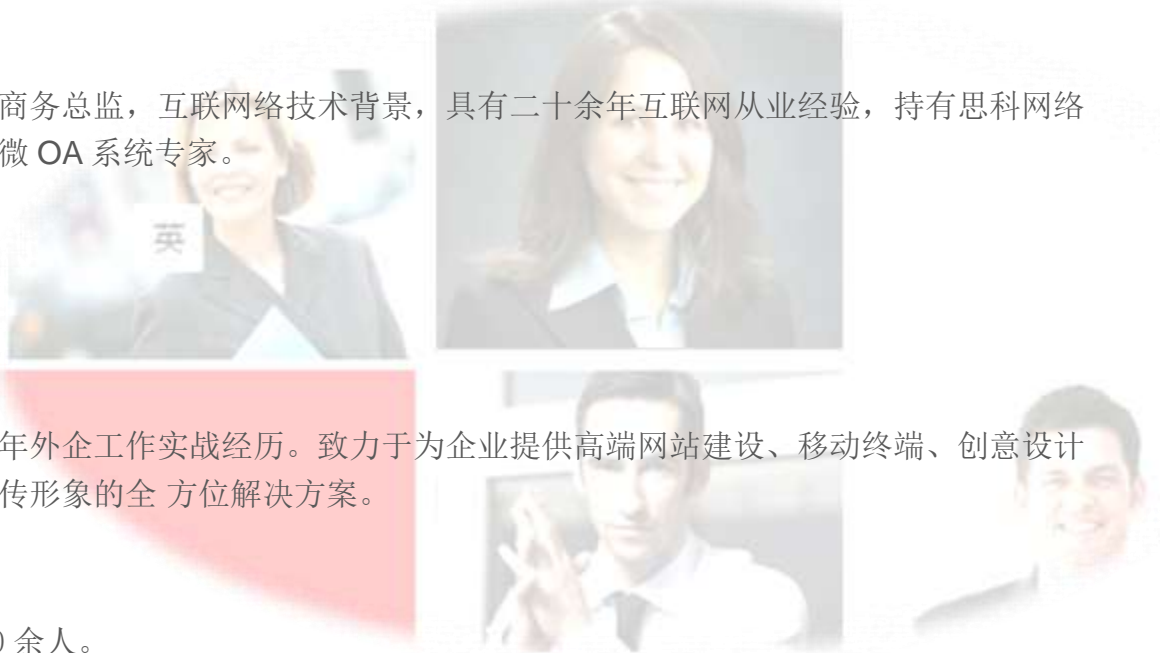 商务总监，互联网络技术背景，具有二十余年互联网从业经验，持有思科网络
微 OA 系统专家。
英
年外企工作实战经历。致力于为企业提供高端网站建设、移动终端、创意设计
传形象的全 方位解决方案。
余人。